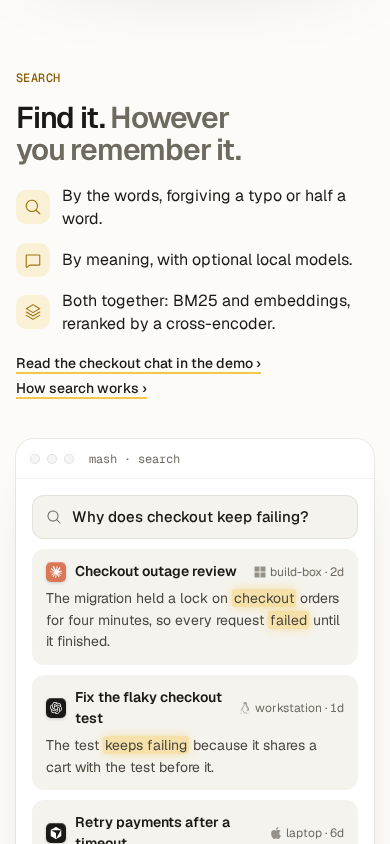 SEARCH
Find it. However
you remember it.
By the words, forgiving a typo or half a
word.
By meaning, with optional local models.
Both together: BM25 and embeddings,
reranked by a cross-encoder.
Read the checkout chat in the demo ›
How search works ›
mash · search
Why does checkout keep failing?
Checkout outage review
build-box · 2d
The migration held a lock on checkout orders
for four minutes, so every request failed until
it finished.
Fix the flaky checkout
test
workstation · 1d
The test keeps failing because it shares a
cart with the test before it.
Retry payments after a
timeout
laptop · 6d